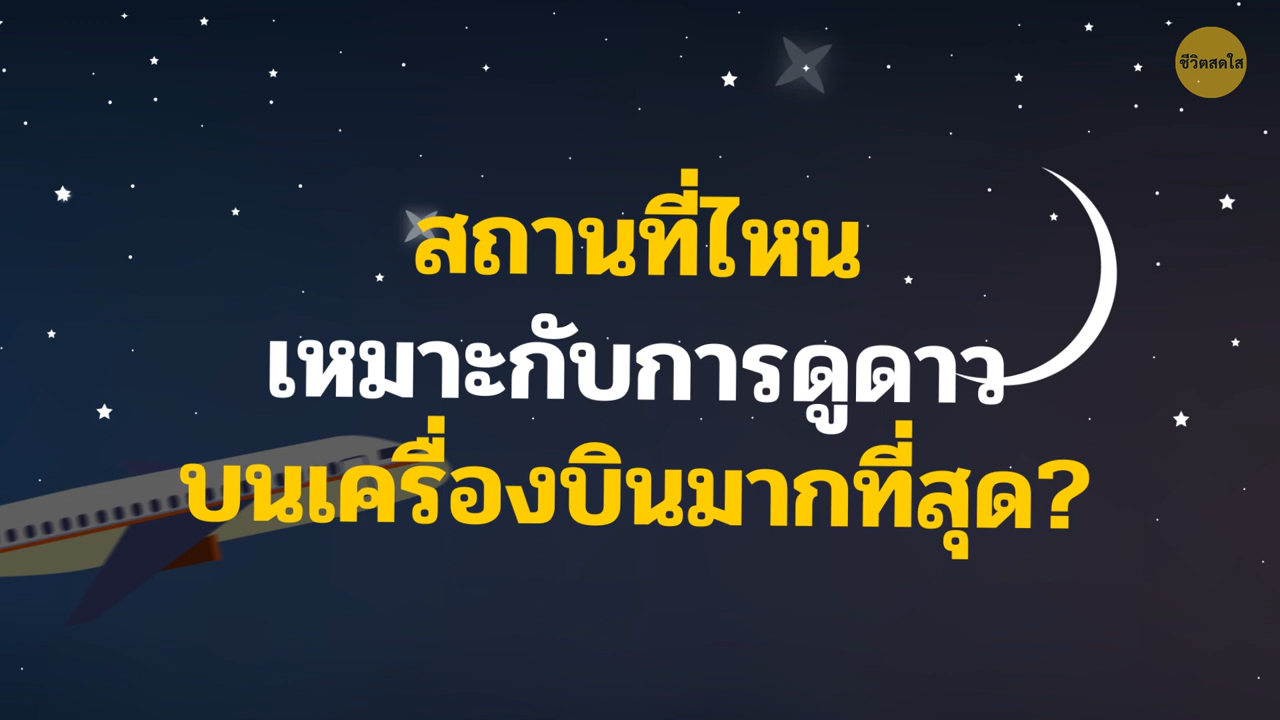 ชีวิตสดใส
สถานที่ไหน
เหมาะกับการดูดาว
บนเครื่องบินมากที่สุด?